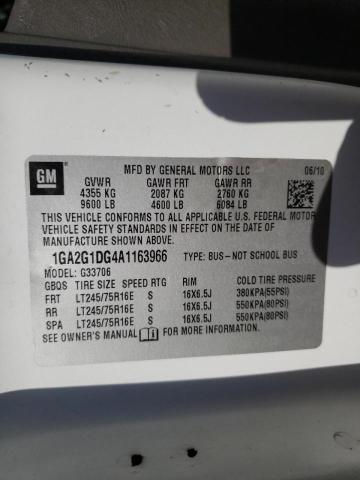 GM
MFD BY GENERAL MOTORS LLC 06/10
GVWR GAWR FRT GAWR RR
4355 KG 2087 KG 2760 KG
9600 LB 4600 LB 6084 LB
THIS VEHICLE CONFORMS TO ALL APPLICABLE U.S. FEDERAL MOTOR
VEHICLE SAFETY STANDARDS IN EFFECT ON THE DATE OF
MANUFACTURE SHOWN ABOVE.
1GA2G1DG4A1163966 TYPE: BUS-NOT SCHOOL BUS
MODEL: G33706
GBQS TIRE SIZE SPEED RTG RIM COLD TIRE PRESSURE
FRT LT245/75R16E S 16X6.5J 380KPA(55PSI)
RR LT245/75R16E S 16X6.5J 550KPA(80PSI)
SPA LT245/75R16E S 16X6.5J 550KPA(80PSI)
SEE OWNER'S MANUAL FOR MORE INFORMATION.